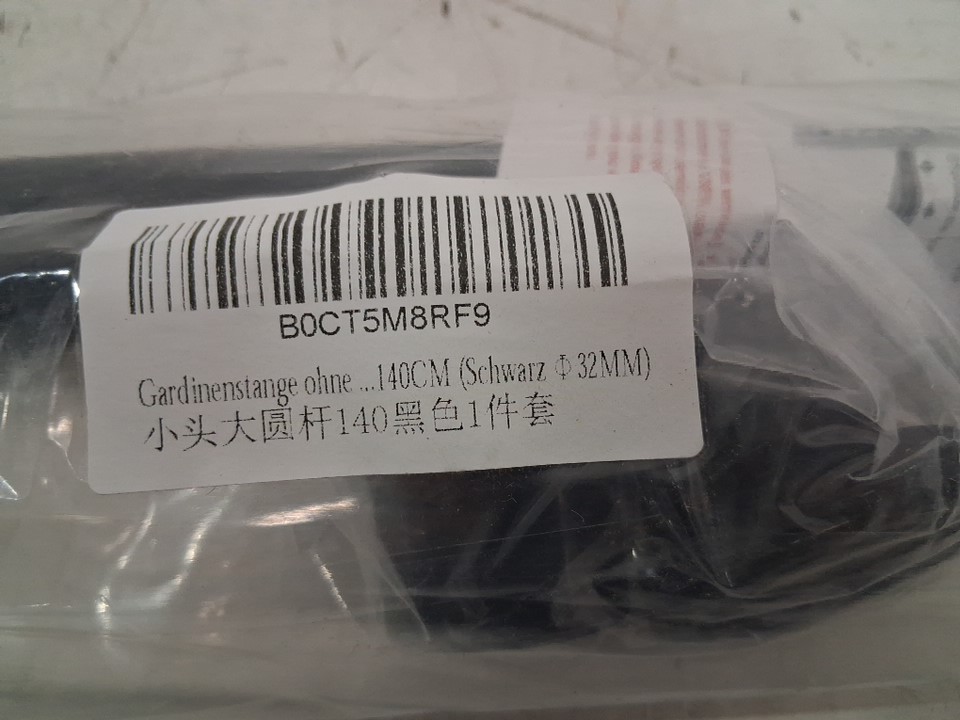 B0CT5M8RF9
Gardinenstange ohne ...140CM (Schwarz Φ32MM)
小头大圆杆140黑色1件套